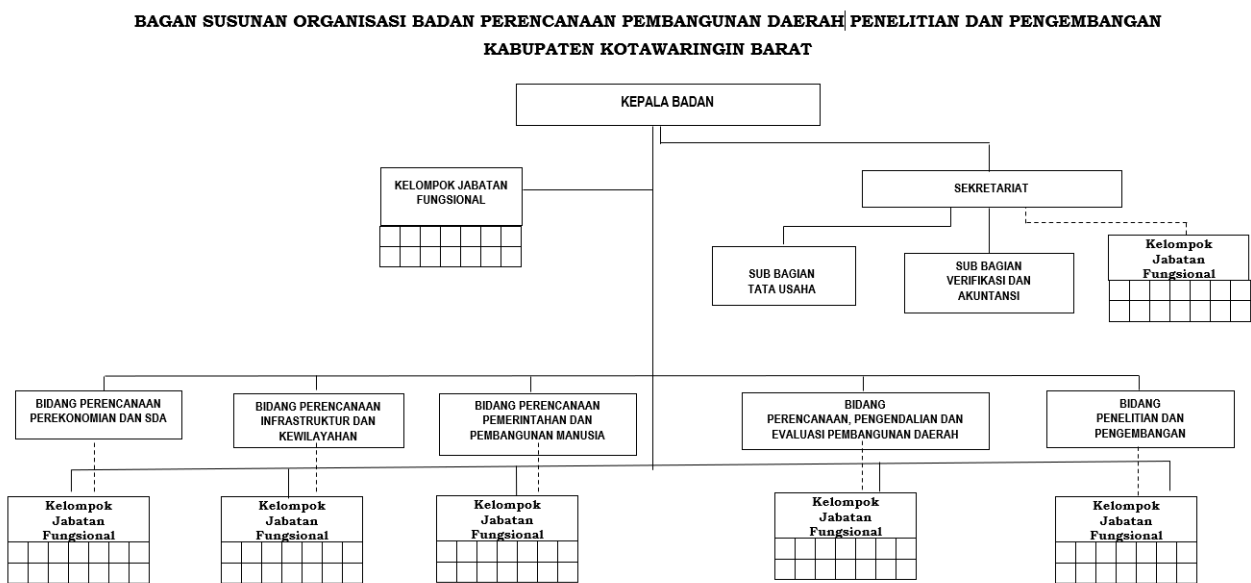 BAGAN SUSUNAN ORGANISASI BADAN PERENCANAAN PEMBANGUNAN DAERAH PENELITIAN DAN PENGEMBANGAN
KABUPATEN KOTAWARINGIN BARAT
KEPALA BADAN
KELOMPOK JABATAN
FUNGSIONAL
SEKRETARIAT
SUB BAGIAN
TATA USAHA
SUB BAGIAN
VERIFIKASI DAN
AKUNTANSI
Kelompok
Jabatan
Fungsional
BIDANG PERENCANAAN
PEREKONOMIAN DAN SDA
BIDANG PERENCANAAN
INFRASTRUKTUR DAN
KEWILAYAHAN
BIDANG PERENCANAAN
PEMERINTAHAN DAN
PEMBANGUNAN MANUSIA
BIDANG
PERENCANAAN, PENGENDALIAN DAN
EVALUASI PEMBANGUNAN DAERAH
BIDANG
PENELITIAN DAN
PENGEMBANGAN
Kelompok
Jabatan
Fungsional
Kelompok
Jabatan
Fungsional
Kelompok
Jabatan
Fungsional
Kelompok
Jabatan
Fungsional
Kelompok
Jabatan
Fungsional